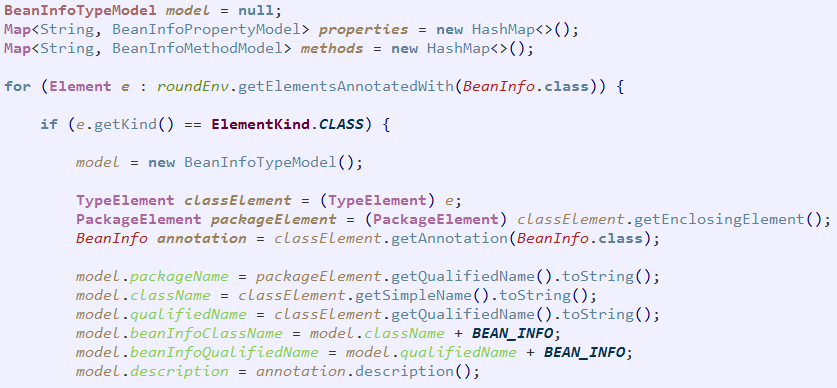 BeanInfoTypeModel model = null;
Map<String, BeanInfoPropertyModel> properties = new HashMap<>();
Map<String, BeanInfoMethodModel> methods = new HashMap<>();
for (Element e : roundEnv.getElementsAnnotatedWith(BeanInfo.class)) {
if (e.getKind() == ElementKind.CLASS) {
model = new BeanInfoTypeModel();
TypeElement classElement = (TypeElement) e;
PackageElement packageElement = (PackageElement) classElement.getEnclosingElement();
BeanInfo annotation = classElement.getAnnotation(BeanInfo.class);
model.packageName = packageElement.getQualifiedName().toString();
model.className = classElement.getSimpleName().toString();
model.qualifiedName = classElement.getQualifiedName().toString();
model.beanInfoClassName = model.className + BEAN_INFO;
model.beanInfoQualifiedName = model.qualifiedName + BEAN_INFO;
model.description = annotation.description();